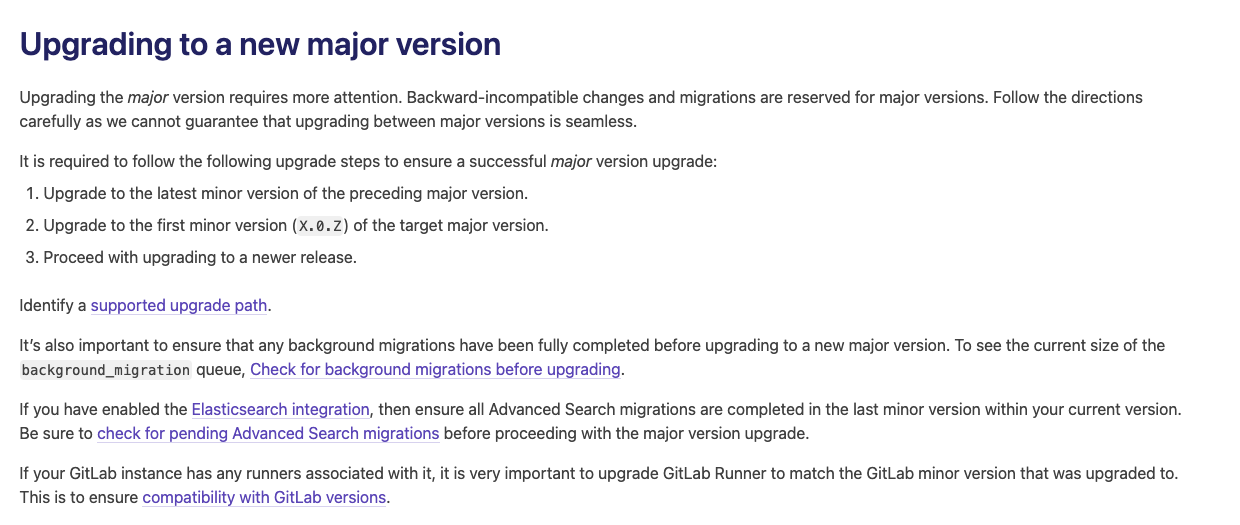 Upgrading to a new major version
Upgrading the major version requires more attention. Backward-incompatible changes and migrations are reserved for major versions. Follow the directions
carefully as we cannot guarantee that upgrading between major versions is seamless.
It is required to follow the following upgrade steps to ensure a successful major version upgrade:
1. Upgrade to the latest minor version of the preceding major version.
2. Upgrade to the first minor version (X.0.Z) of the target major version.
3. Proceed with upgrading to a newer release.
Identify a supported upgrade path.
It's also important to ensure that any background migrations have been fully completed before upgrading to a new major version. To see the current size of the
background_migration queue, Check for background migrations before upgrading.
If you have enabled the Elasticsearch integration, then ensure all Advanced Search migrations are completed in the last minor version within your current version.
Be sure to check for pending Advanced Search migrations before proceeding with the major version upgrade.
If your GitLab instance has any runners associated with it, it is very important to upgrade GitLab Runner to match the GitLab minor version that was upgraded to.
This is to ensure compatibility with GitLab versions.